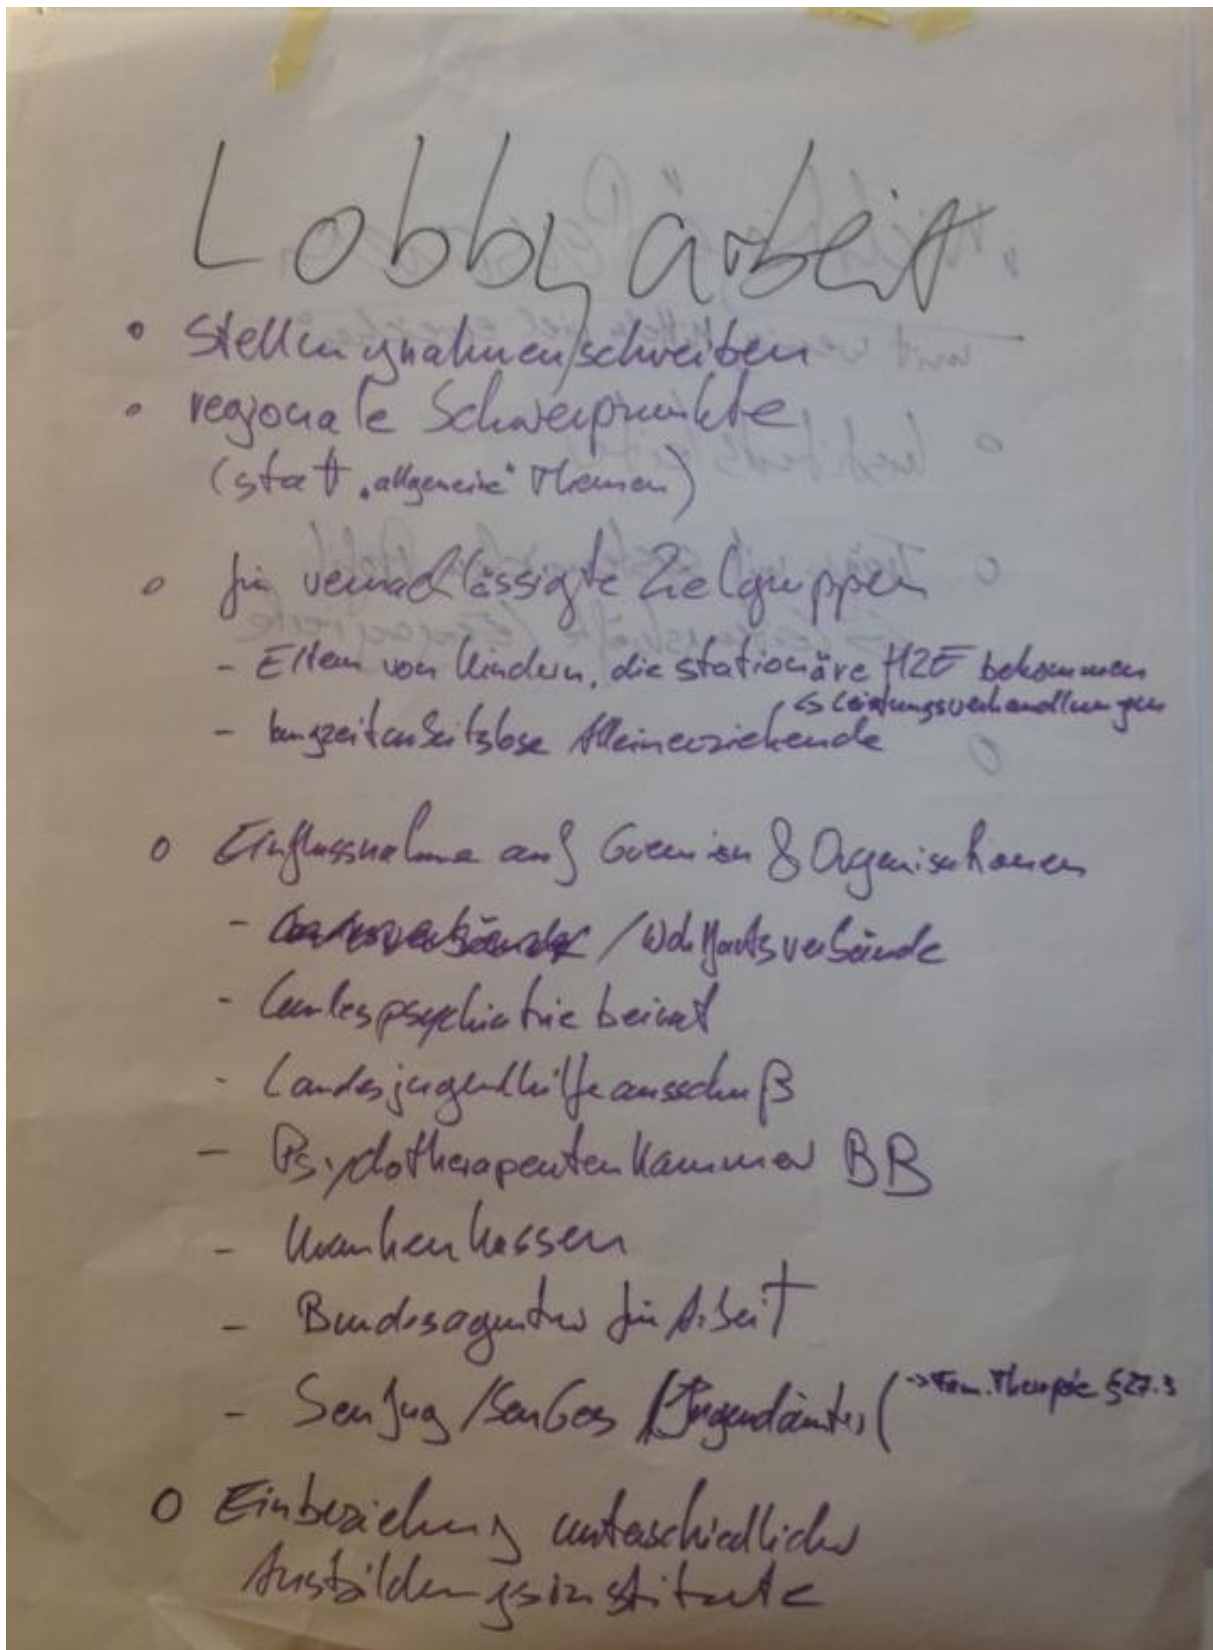 Lobbyarbeit
• Stellungnahmen/schreiben
• regionale Schwerpunkte
(statt „allgemeine“ Themen)
• für vernachlässigte Zielgruppen
- Eltern von Kindern, die stationäre HZE bekommen
↳ Leistungsverhandlungen
- langzeitarbeitslose Alleinerziehende
o Einflussnahme auf Gremien & Organisationen
- / Wohlfahrtsverbände
- Landespsychiatriebeirat
- Landesjugendhilfeausschuß
- Psychotherapeutenkammer BB
- Krankenkassen
- Bundesagentur für Arbeit
- SenJug / SenGes / Jugendämter (→ Fam. Therapie § 27.3
o Einbeziehung unterschiedlicher
Ausbildungsinstitute